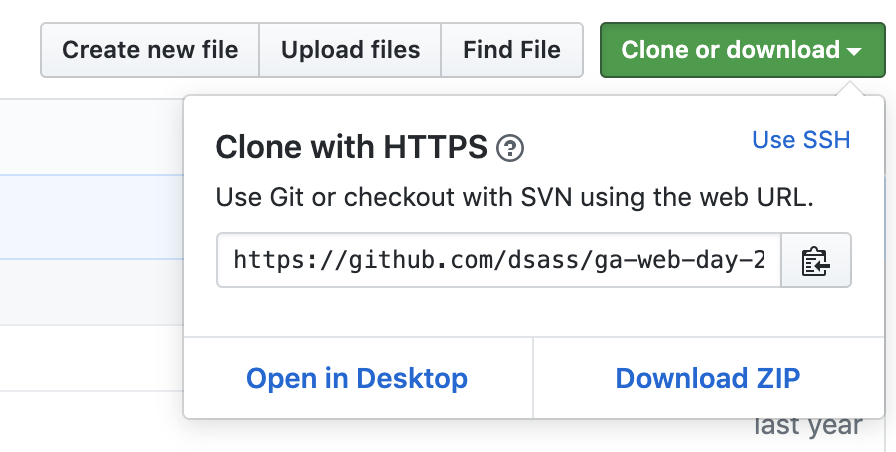 Create new file Upload files Find File Clone or download
Clone with HTTPS ?
Use SSH
Use Git or checkout with SVN using the web URL.
https://github.com/dsass/ga-web-day-2
Open in Desktop Download ZIP
last year